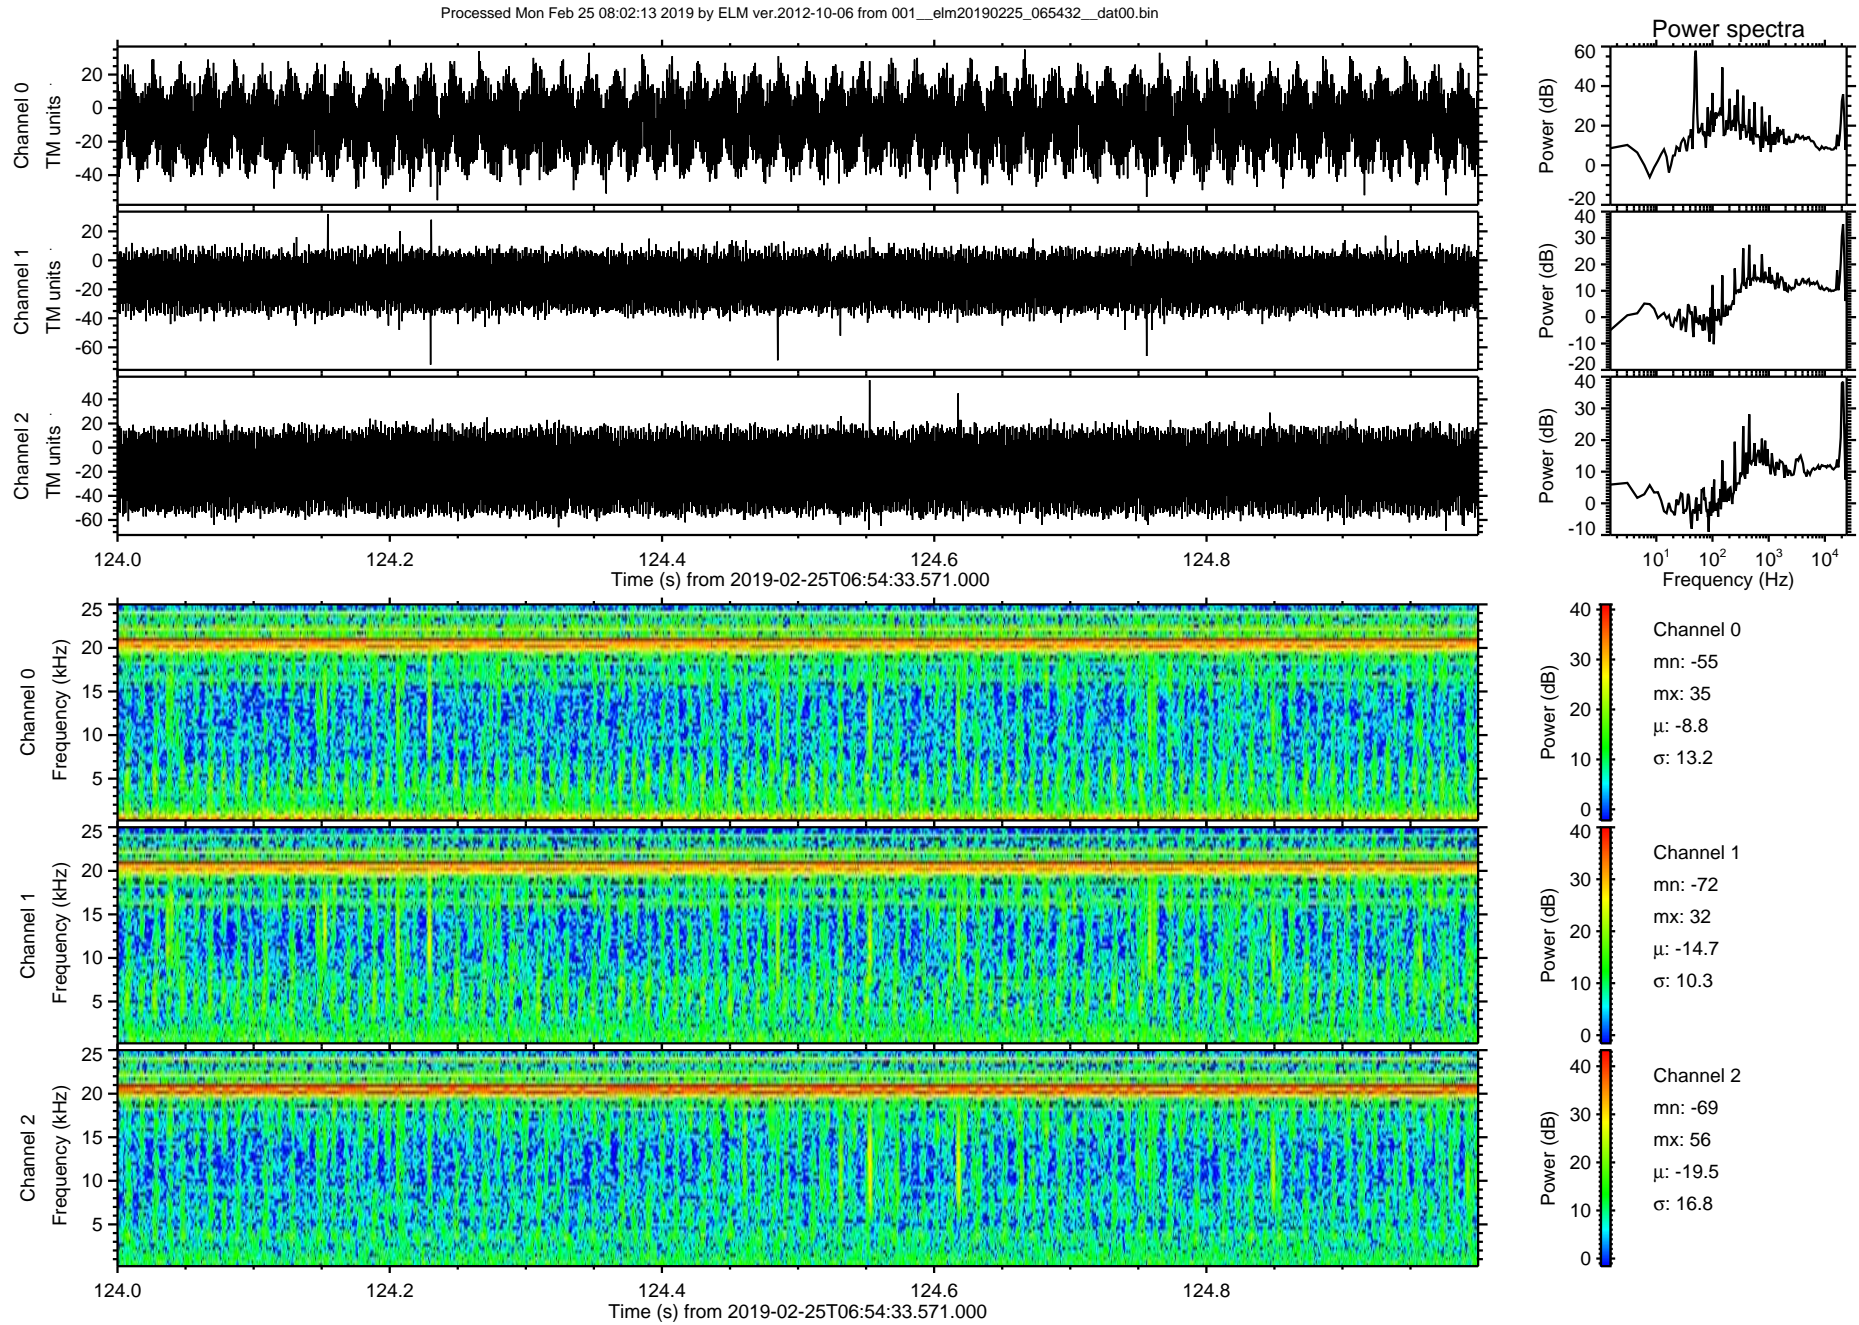 Processed Mon Feb 25 08:02:13 2019 by ELM ver.2012-10-06 from 001__elm20190225_065432__dat00.bin
Power spectra
Channel 0
TM units
20
0
-20
-40
Power (dB)
60
40
20
0
-20
Channel 1
TM units
20
0
-20
-40
-60
Power (dB)
40
30
20
10
0
-10
-20
Channel 2
TM units
40
20
0
-20
-40
-60
Power (dB)
40
30
20
10
0
-10
124.0 124.2 124.4 124.6 124.8
Time (s) from 2019-02-25T06:54:33.571.000
10¹ 10² 10³ 10⁴
Frequency (Hz)
Channel 0
Frequency (kHz)
25
20
15
10
5
Power (dB)
40
30
20
10
0
Channel 0
mn: -55
mx: 35
μ: -8.8
σ: 13.2
Channel 1
Frequency (kHz)
25
20
15
10
5
Power (dB)
40
30
20
10
0
Channel 1
mn: -72
mx: 32
μ: -14.7
σ: 10.3
Channel 2
Frequency (kHz)
25
20
15
10
5
Power (dB)
40
30
20
10
0
Channel 2
mn: -69
mx: 56
μ: -19.5
σ: 16.8
124.0 124.2 124.4 124.6 124.8
Time (s) from 2019-02-25T06:54:33.571.000